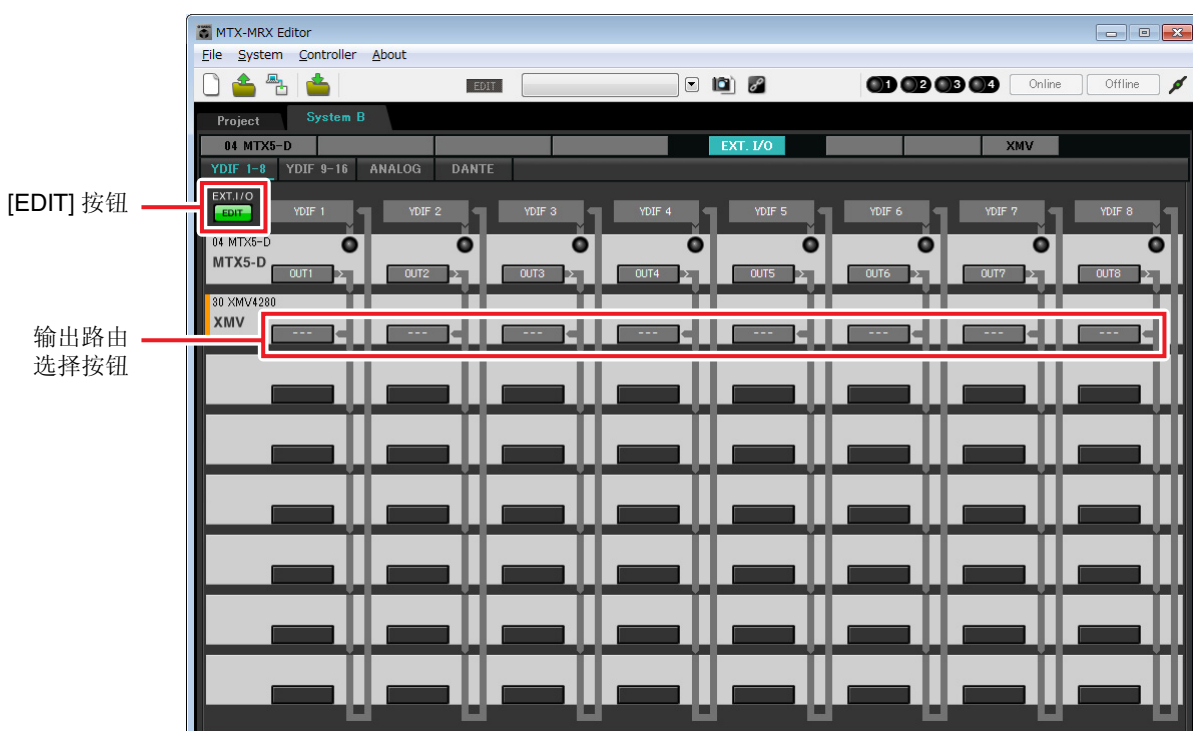 MTX-MRX Editor
File System Controller About
EDIT 1 2 3 4 Online Offline
Project System B
04 MTX5-D EXT. I/O XMV
YDIF 1-8 YDIF 9-16 ANALOG DANTE
[EDIT] 按钮
EXT.I/O
EDIT YDIF 1 YDIF 2 YDIF 3 YDIF 4 YDIF 5 YDIF 6 YDIF 7 YDIF 8
04 MTX5-D
MTX5-D
OUT1 OUT2 OUT3 OUT4 OUT5 OUT6 OUT7 OUT8
30 XMV4280
XMV
--- --- --- --- --- --- --- ---
输出路由
选择按钮